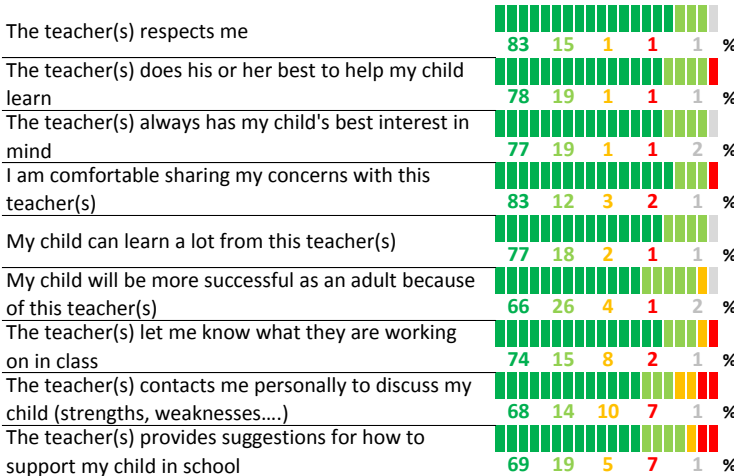 The teacher(s) respects me
83 15 1 1 1 %
The teacher(s) does his or her best to help my child
learn
78 19 1 1 1 %
The teacher(s) always has my child's best interest in
mind
77 19 1 1 2 %
I am comfortable sharing my concerns with this
teacher(s)
83 12 3 2 1 %
My child can learn a lot from this teacher(s)
77 18 2 1 1 %
My child will be more successful as an adult because
of this teacher(s)
66 26 4 1 2 %
The teacher(s) let me know what they are working
on in class
74 15 8 2 1 %
The teacher(s) contacts me personally to discuss my
child (strengths, weaknesses....)
68 14 10 7 1 %
The teacher(s) provides suggestions for how to
support my child in school
69 19 5 7 1 %